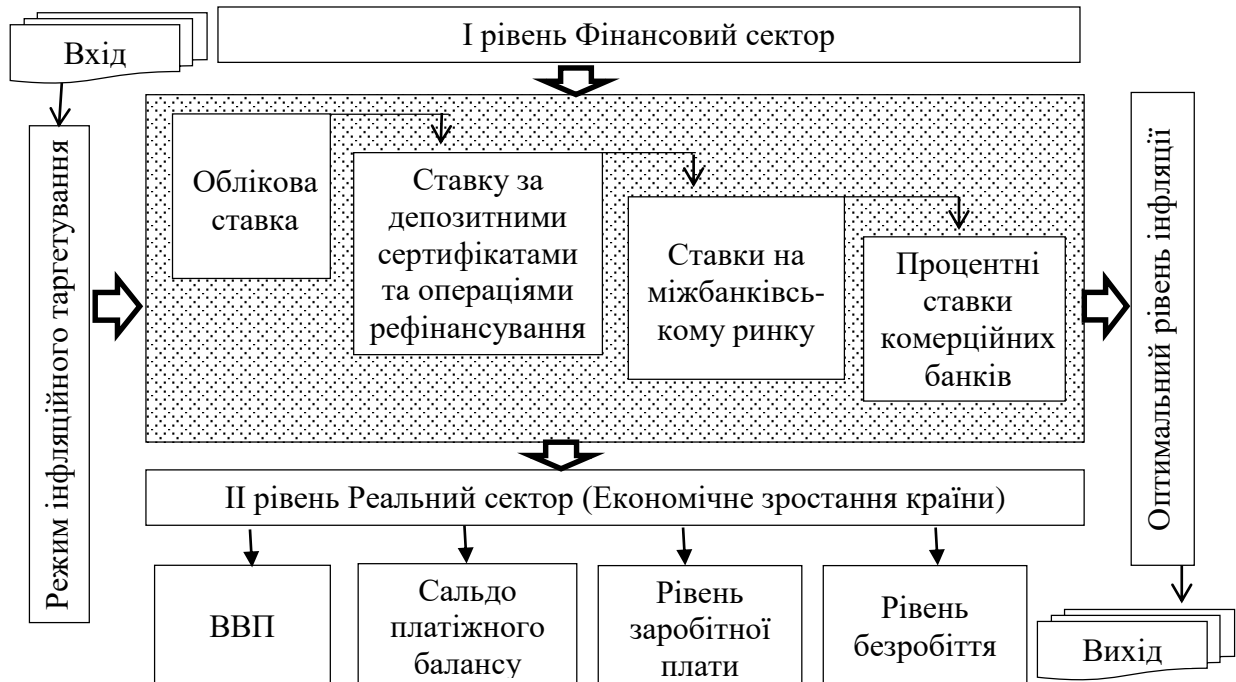 Вхід
І рівень Фінансовий сектор
Режим інфляційного таргетування
Облікова
ставка
Ставку за
депозитними
сертифікатами
та операціями
рефінансування
Ставки на
міжбанківсь-
кому ринку
Процентні
ставки
комерційних
банків
Оптимальний рівень інфляції
ІІ рівень Реальний сектор (Економічне зростання країни)
ВВП
Сальдо
платіжного
балансу
Рівень
заробітної
плати
Рівень
безробіття
Вихід